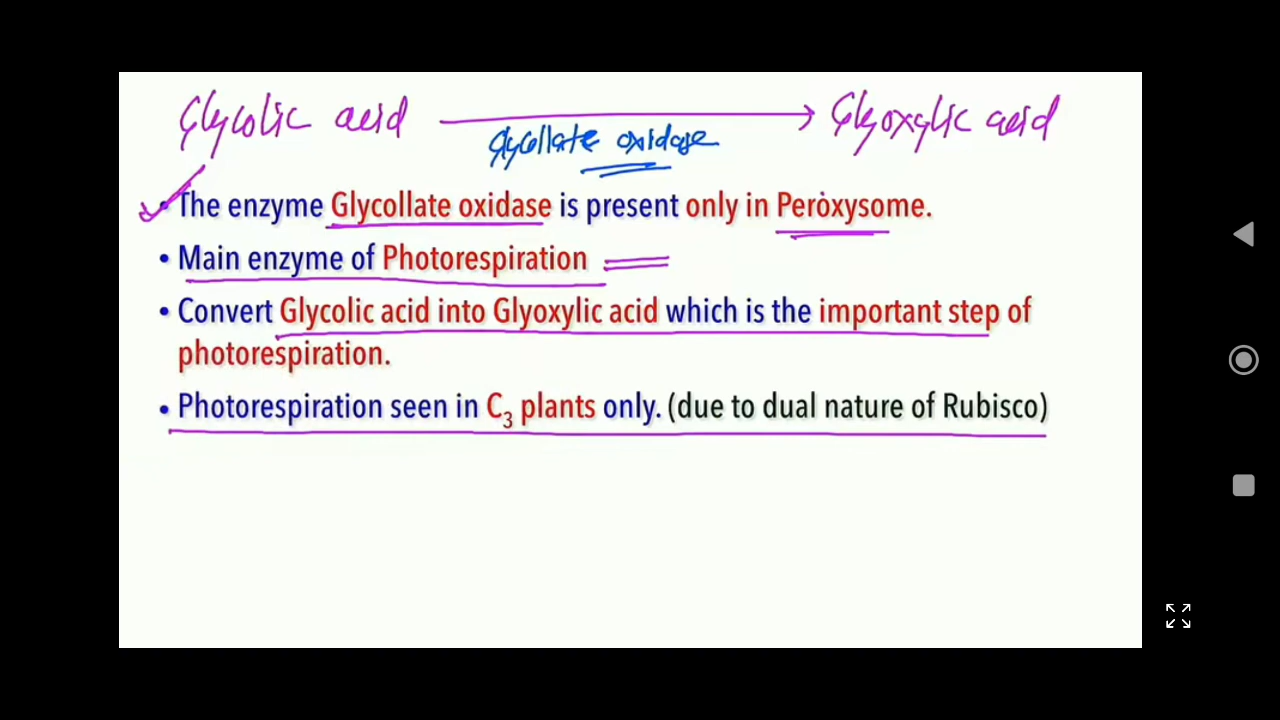 Glycolic acid → Glyoxylic acid
Glycollate oxidase
• The enzyme Glycollate oxidase is present only in Peroxysome.
• Main enzyme of Photorespiration
• Convert Glycolic acid into Glyoxylic acid which is the important step of
photorespiration.
• Photorespiration seen in C₃ plants only. (due to dual nature of Rubisco)